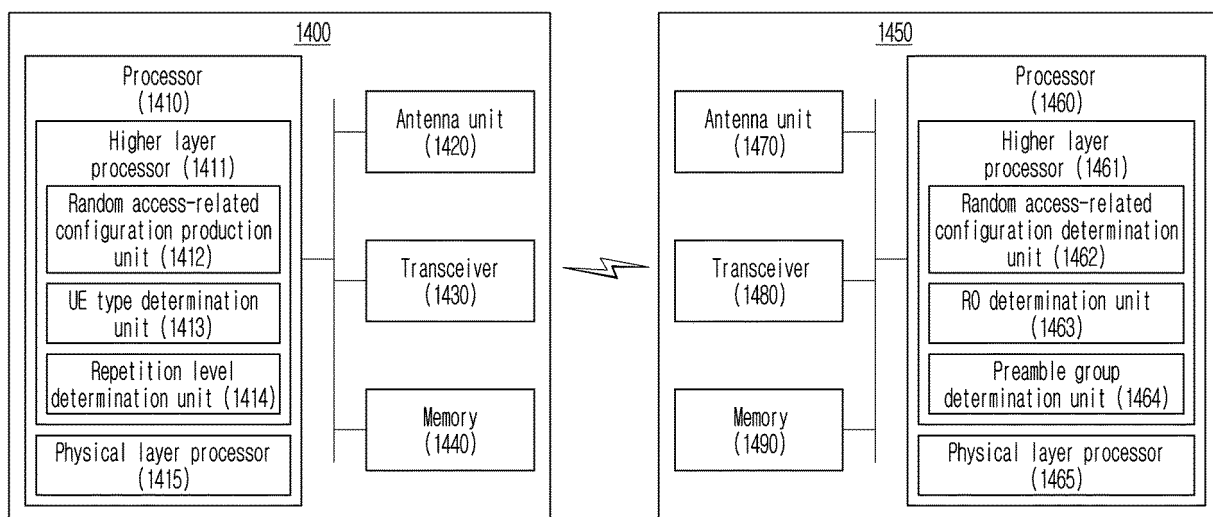 1400
Processor
(1410)
Higher layer
processor (1411)
Random access-related
configuration production
unit (1412)
UE type determination
unit (1413)
Repetition level
determination unit (1414)
Physical layer processor
(1415)
Antenna unit
(1420)
Transceiver
(1430)
Memory
(1440)
1450
Antenna unit
(1470)
Transceiver
(1480)
Memory
(1490)
Processor
(1460)
Higher layer
processor (1461)
Random access-related
configuration determination
unit (1462)
RO determination unit
(1463)
Preamble group
determination unit (1464)
Physical layer processor
(1465)